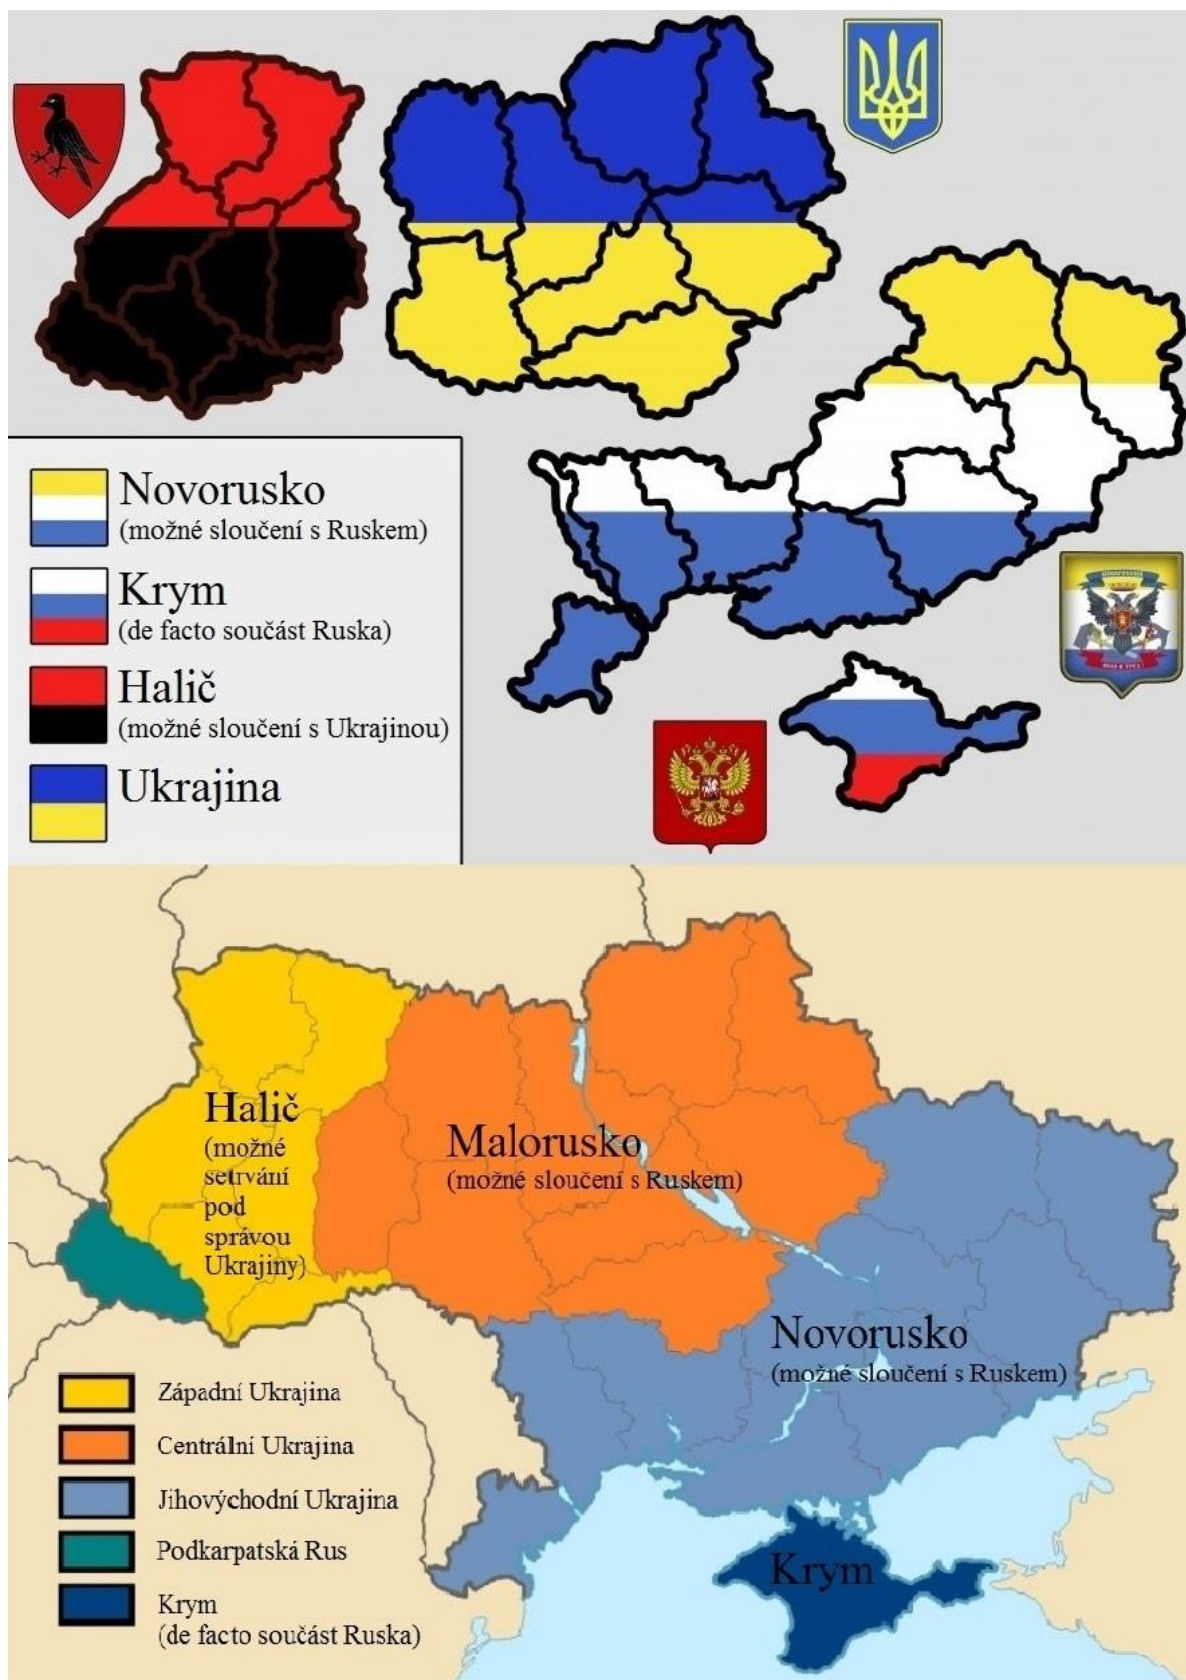 Novorusko
(možné sloučení s Ruskem)
Krym
(de facto součást Ruska)
Halič
(možné sloučení s Ukrajinou)
Ukrajina
Halič
(možné
setrvání
pod
správou
Ukrajiny)
Malorusko
(možné sloučení s Ruskem)
Novorusko
(možné sloučení s Ruskem)
Krym
Západní Ukrajina
Centrální Ukrajina
Jihovýchodní Ukrajina
Podkarpatská Rus
Krym
(de facto součást Ruska)